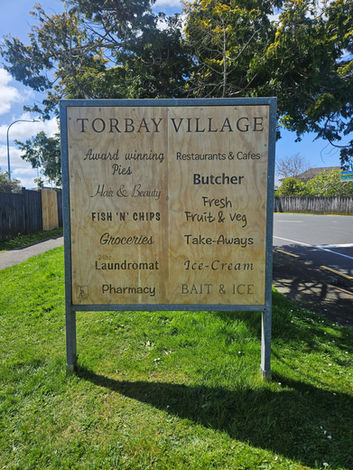 TORBAY VILLAGE
Award winning
Pies
Hair & Beauty
FISH 'N' CHIPS
Groceries
Laundromat
Pharmacy
Restaurants & Cafes
Butcher
Fresh
Fruit & Veg
Take-Aways
Ice-Cream
BAIT & ICE